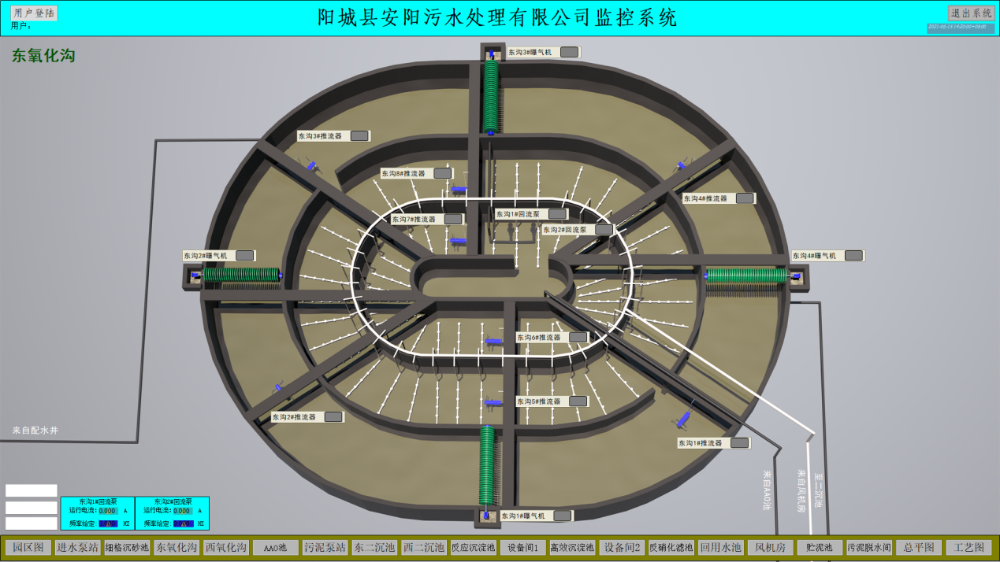 用户登陆
阳城县安阳污水处理有限公司监控系统
退出系统
用户:
2021-06-15 14:20:00+08:00
东氧化沟
东沟3#曝气机
东沟3#推流器
东沟8#推流器
东沟4#推流器
东沟7#推流器
东沟1#回流泵
东沟2#回流泵
东沟2#曝气机
东沟4#曝气机
东沟6#推流器
东沟5#推流器
东沟2#推流器
东沟1#推流器
来自配水井
来自AAO池
来自风机房
至二沉池
东沟1#曝气机
东沟1#回流泵
运行电流: 0.000 A
频率给定: 0.000 HZ
东沟2#回流泵
运行电流: 0.000 A
频率给定: 0.000 HZ
园区图 进水泵站 细格沉砂池 东氧化沟 西氧化沟 AAO池 污泥泵站 东二沉池 西二沉池 反应沉淀池 设备间1 高效沉淀池 设备间2 反硝化滤池 回用水池 风机房 贮泥池 污泥脱水间 总平图 工艺图